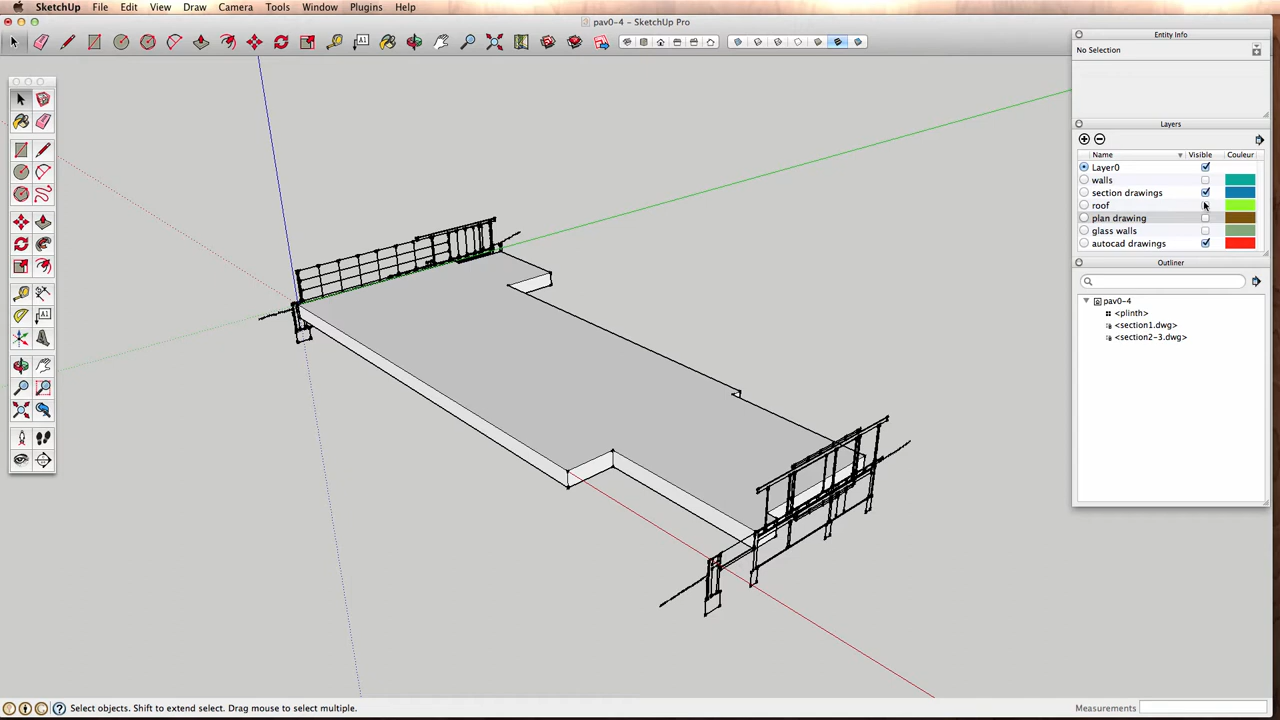 SketchUp File Edit View Draw Camera Tools Window Plugins Help
pav0-4 – SketchUp Pro
Entity Info
No Selection
Layers
Name Visible Couleur
Layer0
walls
section drawings
roof
plan drawing
glass walls
autocad drawings
Outliner
pav0-4
<plinth>
<section1.dwg>
<section2-3.dwg>
Select objects. Shift to extend select. Drag mouse to select multiple.
Measurements